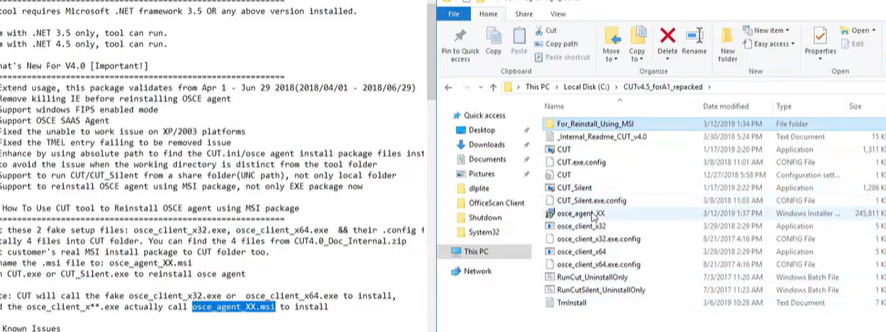 tool requires Microsoft .NET framework 3.5 OR any above version installed.
with .NET 3.5 only, tool can run.
with .NET 4.5 only, tool can run.
at's New For V4.0 [Important!]
Extend usage, this package validates from Apr 1 - Jun 29 2018(2018/04/01 - 2018/06/29)
Remove killing IE before reinstalling OSCE agent
Support windows FIPS enabled mode
Support OSCE SAAS Agent
Fixed the unable to work issue on XP/2003 platforms
Fixed the TMEL entry failing to be removed issue
Enhance by using absolute path to find the CUT.ini/osce agent install package files inst
to avoid the issue when the working directory is distinct from the tool folder
Support to run CUT/CUT_Silent from a share folder(UNC path), not only local folder
Support to reinstall OSCE agent using MSI package, not only EXE package now
How To Use CUT tool to Reinstall OSCE agent using MSI package
t these 2 fake setup files: osce_client_x32.exe, osce_client_x64.exe && their .config f
cally 4 files into CUT folder. You can find the 4 files from CUT4.0_Doc_Internal.zip
t customer's real MSI install package to CUT folder too.
name the .msi file to: osce_agent_XX.msi
n CUT.exe or CUT_Silent.exe to reinstall osce agent
te: CUT will call the fake osce_client_x32.exe or osce_client_x64.exe to install,
d the osce_client_x**.exe actually call osce_agent_XX.msi to install
Known Issues
File Home Share
Pin to Quick access
Copy
Paste
Cut
Copy path
Paste shortcut
Clipboard
Move to
Copy to
Delete
Rename
Organize
New folder
New item
Easy access
New
Properties
Open
Edit
Open
This PC > Local Disk (C:) > CUTv4.5_forA1_repacked >
Quick access
Desktop
Downloads
Documents
Pictures
diplite
OfficeScan Client
Shutdown
System32
This PC
Network
Name Date modified Type Size
For_Reinstall_Using_MSI 3/12/2019 1:34 PM File folder
_Internal_Readme_CUT_v4.0 3/30/2018 5:24 PM Text Document 15 K
CUT 1/17/2019 2:20 PM Application 1,311 K
CUT.exe.config 3/8/2018 11:01 AM CONFIG File 1 K
CUT 12/27/2018 5:58 PM Configuration sett...
CUT_Silent 1/17/2019 2:22 PM Application 1,286 K
CUT_Silent.exe.config 3/8/2018 11:03 AM CONFIG File 1 K
osce_agent_XX 3/12/2019 1:37 PM Windows Installer ... 245,811 K
osce_client_x32 3/29/2018 2:29 PM Application 5 K
osce_client_x32.exe.config 8/21/2017 4:16 PM CONFIG File 1 K
osce_client_x64 3/29/2018 2:29 PM Application 5 K
osce_client_x64.exe.config 8/21/2017 4:16 PM CONFIG File 1 K
RunCut_UninstallOnly 7/3/2017 11:20 AM Windows Batch File 1 K
RunCutSilent_UninstallOnly 7/3/2017 11:23 AM Windows Batch File 1 K
TmInstall 3/6/2019 10:28 AM Text Document 17 K